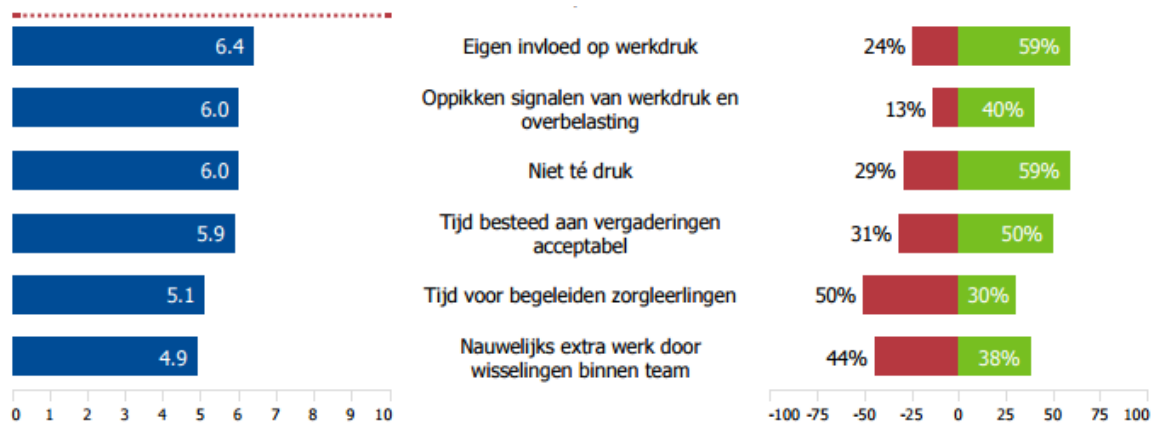 6.4 Eigen invloed op werkdruk 24% 59%
6.0 Oppikken signalen van werkdruk en
overbelasting 13% 40%
6.0 Niet té druk 29% 59%
5.9 Tijd besteed aan vergaderingen
acceptabel 31% 50%
5.1 Tijd voor begeleiden zorgleerlingen 50% 30%
4.9 Nauwelijks extra werk door
wisselingen binnen team 44% 38%
0 1 2 3 4 5 6 7 8 9 10 -100 -75 -50 -25 0 25 50 75 100